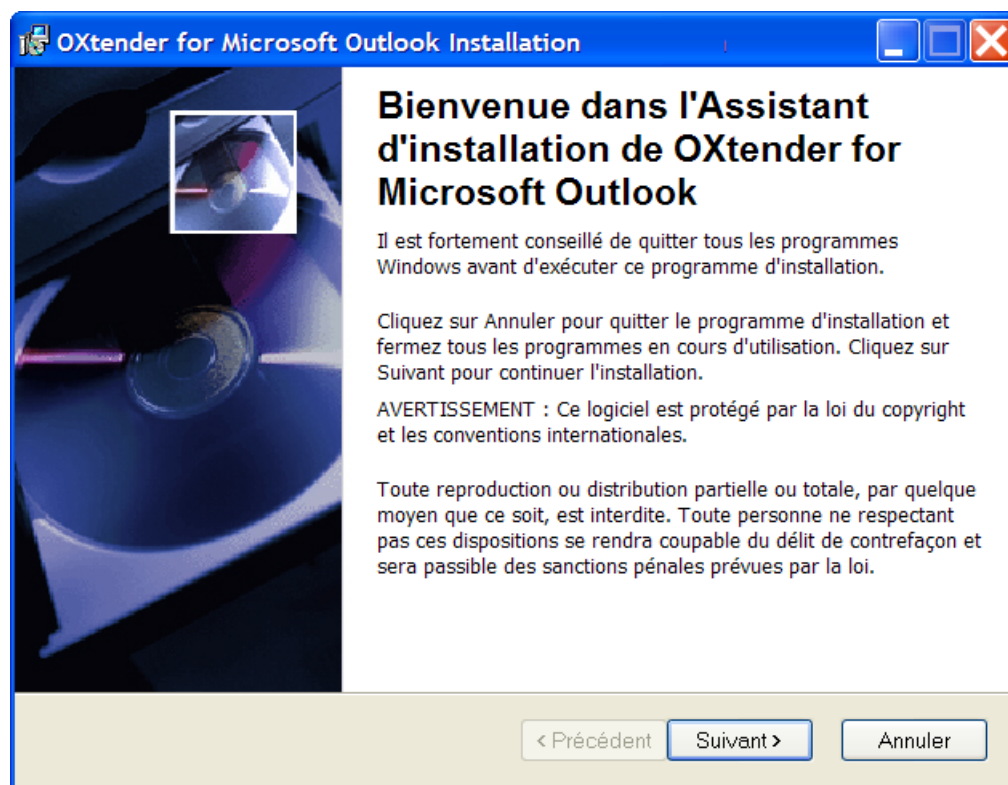 OXtender for Microsoft Outlook Installation
Bienvenue dans l'Assistant
d'installation de OXtender for
Microsoft Outlook
Il est fortement conseillé de quitter tous les programmes
Windows avant d'exécuter ce programme d'installation.
Cliquez sur Annuler pour quitter le programme d'installation et
fermez tous les programmes en cours d'utilisation. Cliquez sur
Suivant pour continuer l'installation.
AVERTISSEMENT : Ce logiciel est protégé par la loi du copyright
et les conventions internationales.
Toute reproduction ou distribution partielle ou totale, par quelque
moyen que ce soit, est interdite. Toute personne ne respectant
pas ces dispositions se rendra coupable du délit de contrefaçon et
sera passible des sanctions pénales prévues par la loi.
< Précédent Suivant > Annuler